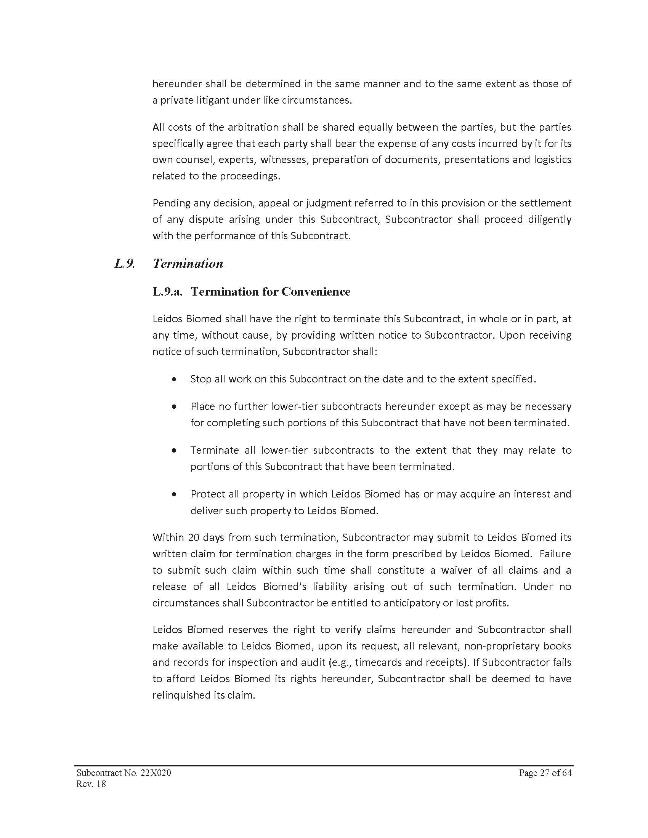 hereunder shall be determined in the same manner and to the same extent as those of
a private litigant under like circumstances.
All costs of the arbitration shall be shared equally between the parties, but the parties
specifically agree that each party shall bear the expense of any costs incurred by it for its
own counsel, experts, witnesses, preparation of documents, presentations and logistics
related to the proceedings.
Pending any decision, appeal or judgment referred to in this provision or the settlement
of any dispute arising under this Subcontract, Subcontractor shall proceed diligently
with the performance of this Subcontract.
L.9. Termination
L.9.a. Termination for Convenience
Leidos Biomed shall have the right to terminate this Subcontract, in whole or in part, at
any time, without cause, by providing written notice to Subcontractor. Upon receiving
notice of such termination, Subcontractor shall:
• Stop all work on this Subcontract on the date and to the extent specified.
• Place no further lower-tier subcontracts hereunder except as may be necessary
for completing such portions of this Subcontract that have not been terminated.
• Terminate all lower-tier subcontracts to the extent that they may relate to
portions of this Subcontract that have been terminated.
• Protect all property in which Leidos Biomed has or may acquire an interest and
deliver such property to Leidos Biomed.
Within 20 days from such termination, Subcontractor may submit to Leidos Biomed its
written claim for termination charges in the form prescribed by Leidos Biomed. Failure
to submit such claim within such time shall constitute a waiver of all claims and a
release of all Leidos Biomed's liability arising out of such termination. Under no
circumstances shall Subcontractor be entitled to anticipatory or lost profits.
Leidos Biomed reserves the right to verify claims hereunder and Subcontractor shall
make available to Leidos Biomed, upon its request, all relevant, non-proprietary books
and records for inspection and audit (e.g., timecards and receipts). If Subcontractor fails
to afford Leidos Biomed its rights hereunder, Subcontractor shall be deemed to have
relinquished its claim.
Subcontract No. 22X020 Page 27 of 64
Rev. 18